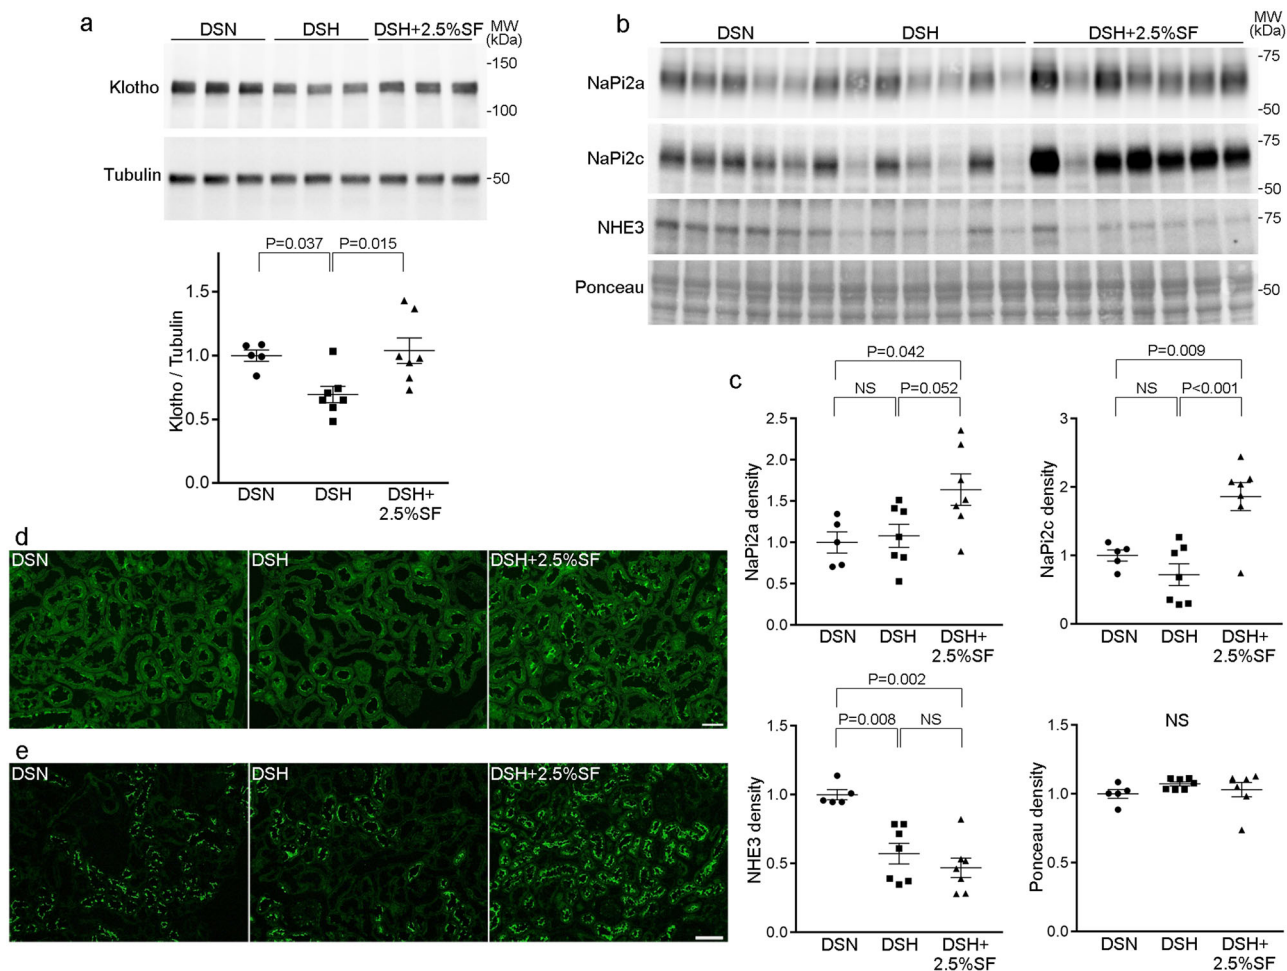 a
DSN DSH DSH+2.5%SF MW
(kDa)
-150
Klotho
-100
Tubulin
-50
P=0.037 P=0.015
Klotho / Tubulin
1.5
1.0
0.5
0.0
DSN DSH DSH+
2.5%SF
b
DSN DSH DSH+2.5%SF MW
(kDa)
-75
NaPi2a
-50
-75
NaPi2c
-50
-75
NHE3
Ponceau
-50
c
P=0.042
NS P=0.052
NaPi2a density
2.5
2.0
1.5
1.0
0.5
0.0
DSN DSH DSH+
2.5%SF
P=0.009
NS P<0.001
NaPi2c density
3
2
1
0
DSN DSH DSH+
2.5%SF
P=0.002
P=0.008 NS
NHE3 density
1.5
1.0
0.5
0.0
DSN DSH DSH+
2.5%SF
NS
Ponceau density
1.5
1.0
0.5
0.0
DSN DSH DSH+
2.5%SF
d
DSN DSH DSH+2.5%SF
e
DSN DSH DSH+2.5%SF